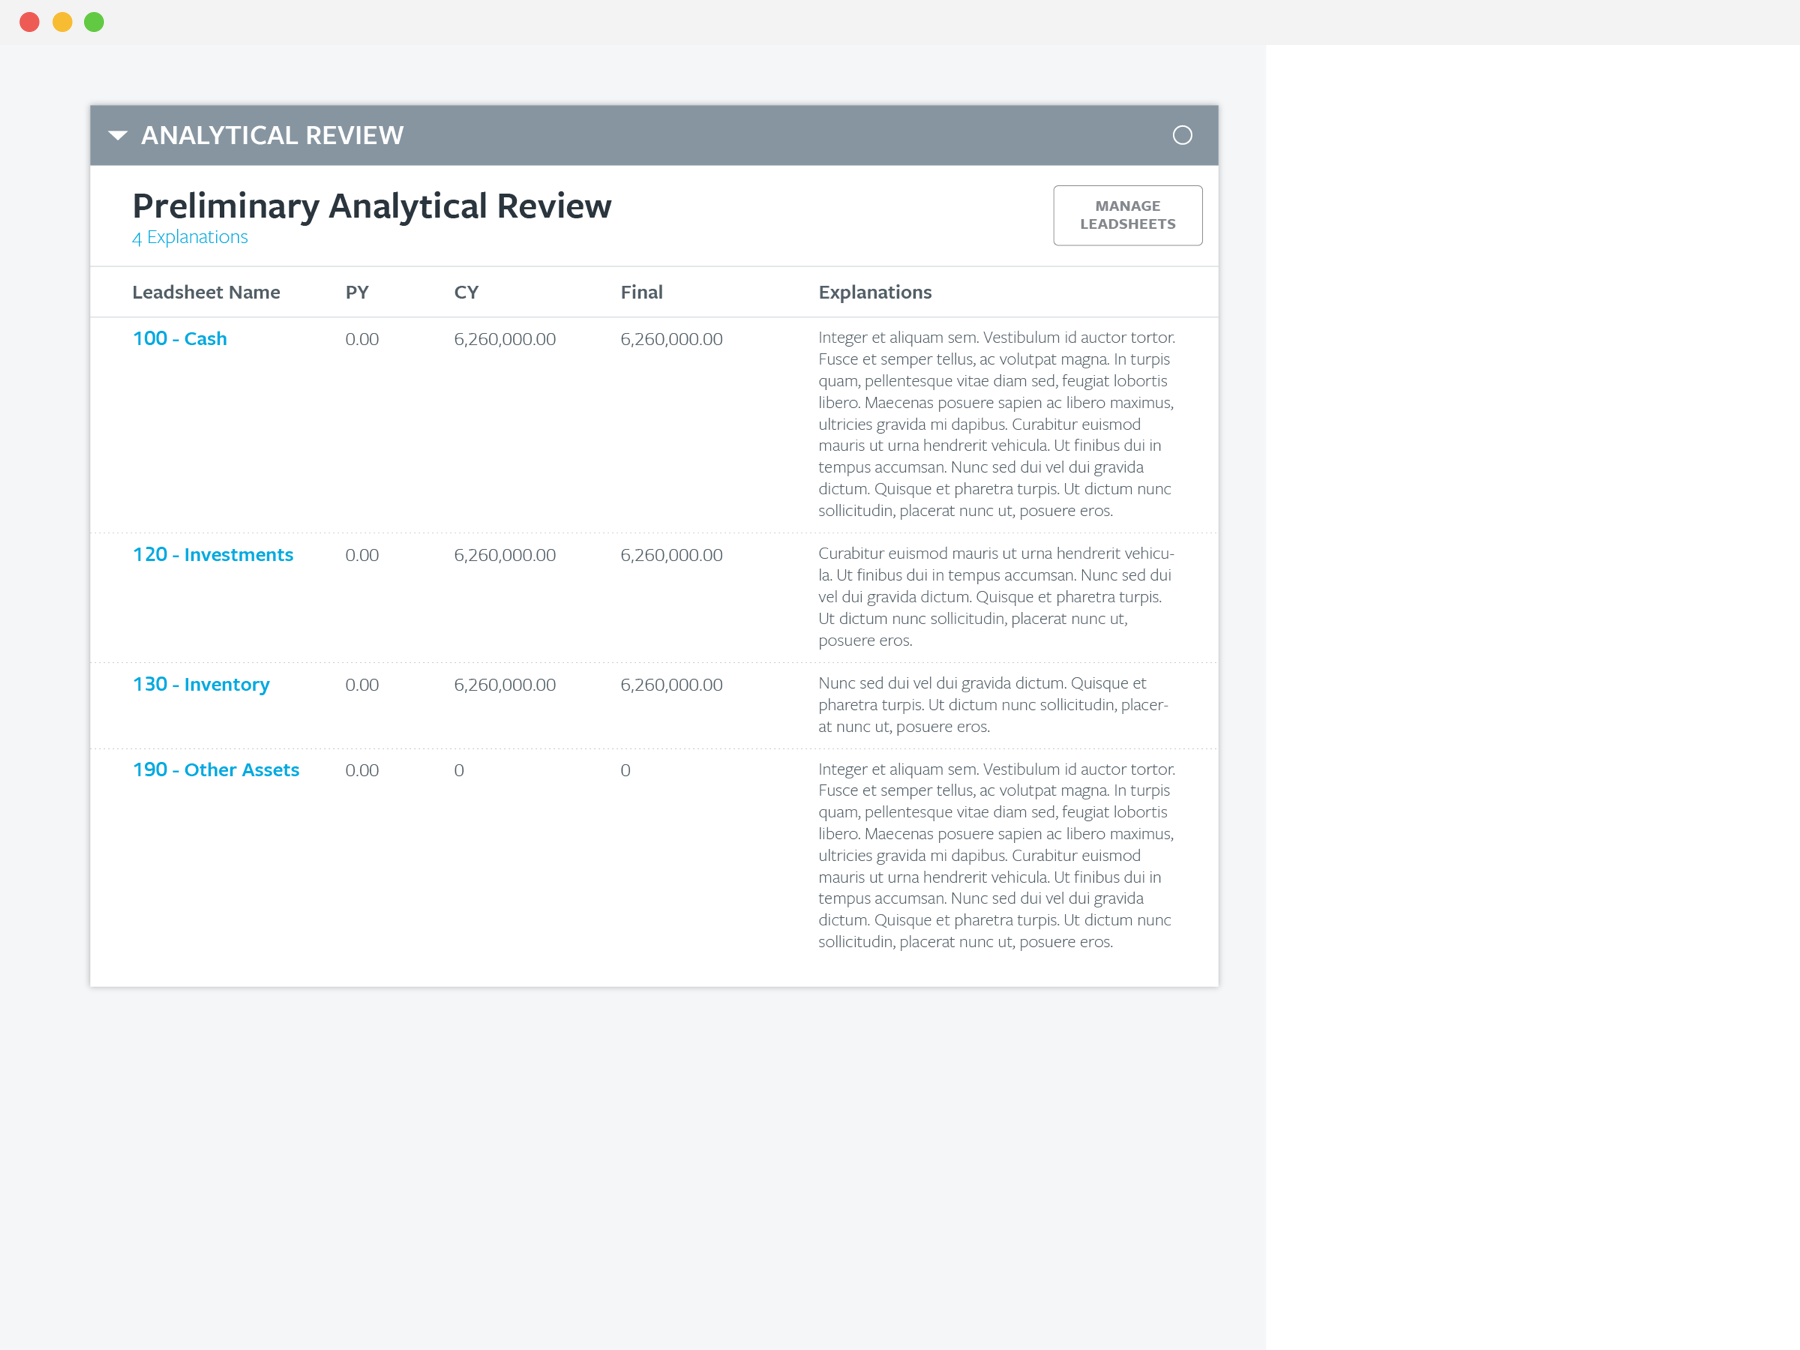 ANALYTICAL REVIEW
Preliminary Analytical Review
4 Explanations
MANAGE
LEADSHEETS
Leadsheet Name PY CY Final Explanations
100 - Cash 0.00 6,260,000.00 6,260,000.00 Integer et aliquam sem. Vestibulum id auctor tortor.
Fusce et semper tellus, ac volutpat magna. In turpis
quam, pellentesque vitae diam sed, feugiat lobortis
libero. Maecenas posuere sapien ac libero maximus,
ultricies gravida mi dapibus. Curabitur euismod
mauris ut urna hendrerit vehicula. Ut finibus dui in
tempus accumsan. Nunc sed dui vel dui gravida
dictum. Quisque et pharetra turpis. Ut dictum nunc
sollicitudin, placerat nunc ut, posuere eros.
120 - Investments 0.00 6,260,000.00 6,260,000.00 Curabitur euismod mauris ut urna hendrerit vehicu-
la. Ut finibus dui in tempus accumsan. Nunc sed dui
vel dui gravida dictum. Quisque et pharetra turpis.
Ut dictum nunc sollicitudin, placerat nunc ut,
posuere eros.
130 - Inventory 0.00 6,260,000.00 6,260,000.00 Nunc sed dui vel dui gravida dictum. Quisque et
pharetra turpis. Ut dictum nunc sollicitudin, placer-
at nunc ut, posuere eros.
190 - Other Assets 0.00 0 0 Integer et aliquam sem. Vestibulum id auctor tortor.
Fusce et semper tellus, ac volutpat magna. In turpis
quam, pellentesque vitae diam sed, feugiat lobortis
libero. Maecenas posuere sapien ac libero maximus,
ultricies gravida mi dapibus. Curabitur euismod
mauris ut urna hendrerit vehicula. Ut finibus dui in
tempus accumsan. Nunc sed dui vel dui gravida
dictum. Quisque et pharetra turpis. Ut dictum nunc
sollicitudin, placerat nunc ut, posuere eros.